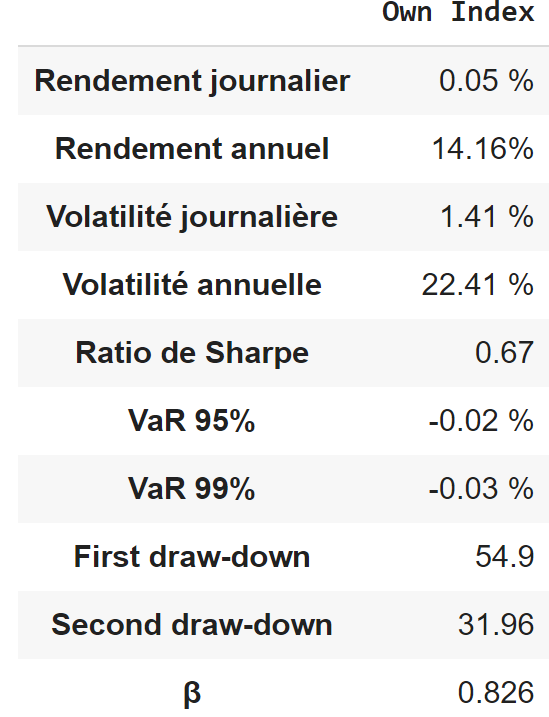 Own Index
Rendement journalier 0.05 %
Rendement annuel 14.16%
Volatilité journalière 1.41 %
Volatilité annuelle 22.41 %
Ratio de Sharpe 0.67
VaR 95% -0.02 %
VaR 99% -0.03 %
First draw-down 54.9
Second draw-down 31.96
β 0.826